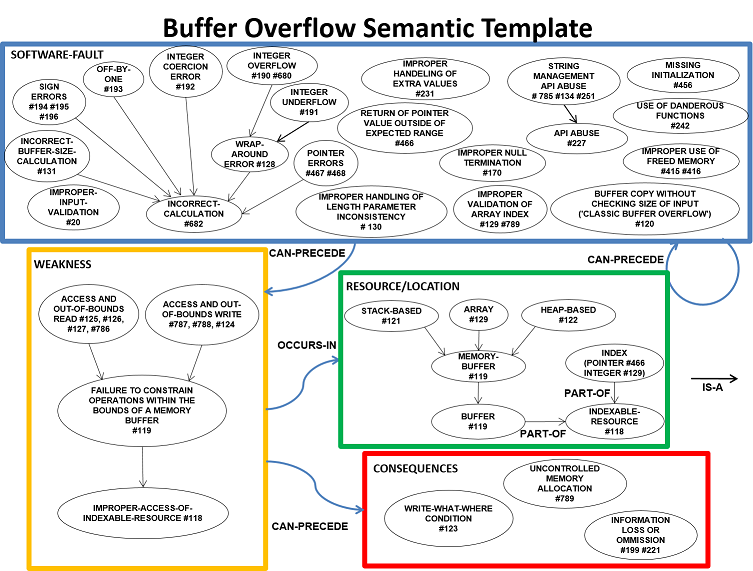 Buffer Overflow Semantic Template
SOFTWARE-FAULT
SIGN
ERRORS
#194 #195
#196
OFF-BY-
ONE
#193
INTEGER
COERCION
ERROR
#192
INTEGER
OVERFLOW
#190 #680
INTEGER
UNDERFLOW
#191
IMPROPER
HANDELING OF
EXTRA VALUES
#231
STRING
MANAGEMENT
API ABUSE
# 785 #134 #251
MISSING
INITIALIZATION
#456
RETURN OF POINTER
VALUE OUTSIDE OF
EXPECTED RANGE
#466
API ABUSE
#227
USE OF DANDEROUS
FUNCTIONS
#242
INCORRECT-
BUFFER-SIZE-
CALCULATION
#131
WRAP-
AROUND
ERROR #128
POINTER
ERRORS
#467 #468
IMPROPER NULL
TERMINATION
#170
IMPROPER USE OF
FREED MEMORY
#415 #416
IMPROPER-
INPUT-
VALIDATION
#20
INCORRECT-
CALCULATION
#682
IMPROPER HANDLING OF
LENGTH PARAMETER
INCONSISTENCY
# 130
IMPROPER
VALIDATION OF
ARRAY INDEX
#129 #789
BUFFER COPY WITHOUT
CHECKING SIZE OF INPUT
('CLASSIC BUFFER OVERFLOW')
#120
CAN-PRECEDE
CAN-PRECEDE
WEAKNESS
ACCESS AND
OUT-OF-BOUNDS
READ #125, #126,
#127, #786
ACCESS AND OUT-
OF-BOUNDS WRITE
#787, #788, #124
FAILURE TO CONSTRAIN
OPERATIONS WITHIN THE
BOUNDS OF A MEMORY
BUFFER
#119
IMPROPER-ACCESS-OF-
INDEXABLE-RESOURCE #118
OCCURS-IN
RESOURCE/LOCATION
STACK-BASED
#121
ARRAY
#129
HEAP-BASED
#122
MEMORY-
BUFFER
#119
INDEX
(POINTER #466
INTEGER #129)
PART-OF
BUFFER
#119
PART-OF
INDEXABLE-
RESOURCE
#118
IS-A
CAN-PRECEDE
CONSEQUENCES
WRITE-WHAT-WHERE
CONDITION
#123
UNCONTROLLED
MEMORY
ALLOCATION
#789
INFORMATION
LOSS OR
OMMISSION
#199 #221